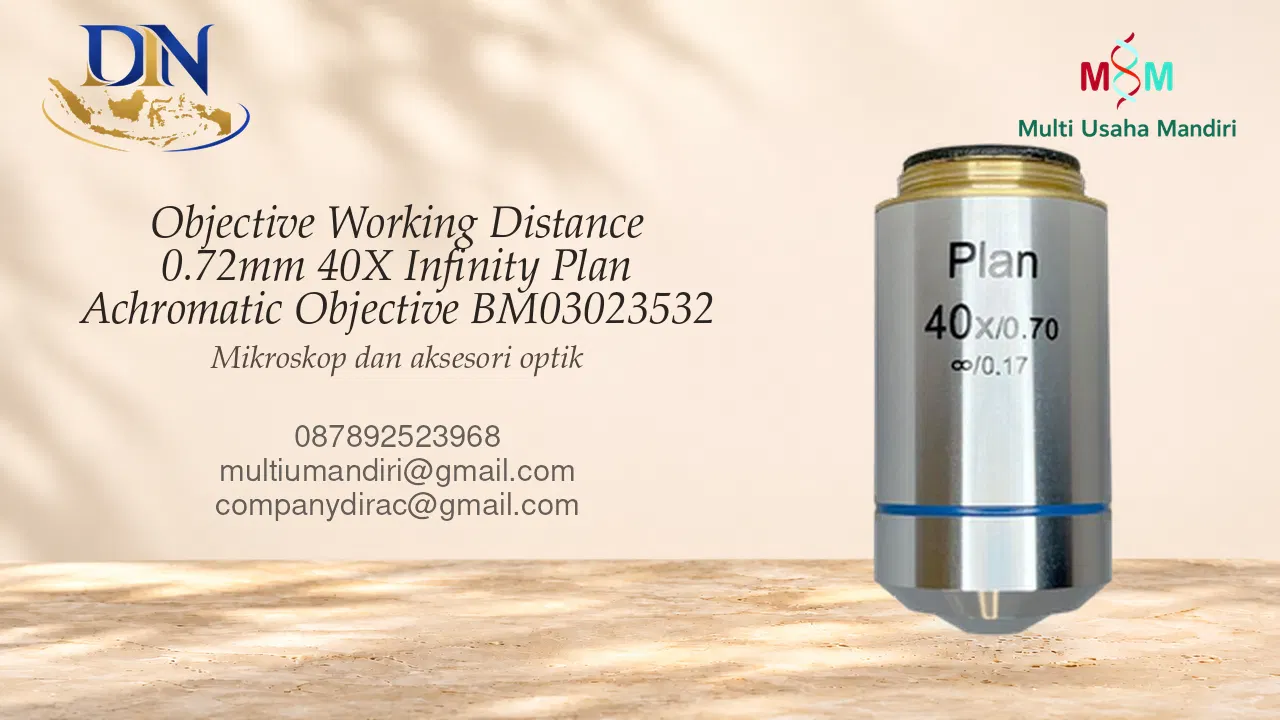 DIN
M M
Multi Usaha Mandiri
Objective Working Distance
0.72mm 40X Infinity Plan
Achromatic Objective BM03023532
Mikroskop dan aksesori optik
087892523968
multiumandiri@gmail.com
companydirac@gmail.com
Plan
40X/0.70
∞/0.17